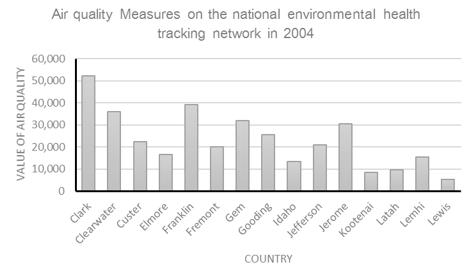 Air quality Measures on the national environmental health
tracking network in 2004
60,000
50,000
40,000
30,000
20,000
10,000
0
VALUE OF AIR QUALITY
Clark
Clearwater
Custer
Elmore
Franklin
Fremont
Gem
Gooding
Idaho
Jefferson
Jerome
Kootenai
Latah
Lemhi
Lewis
COUNTRY